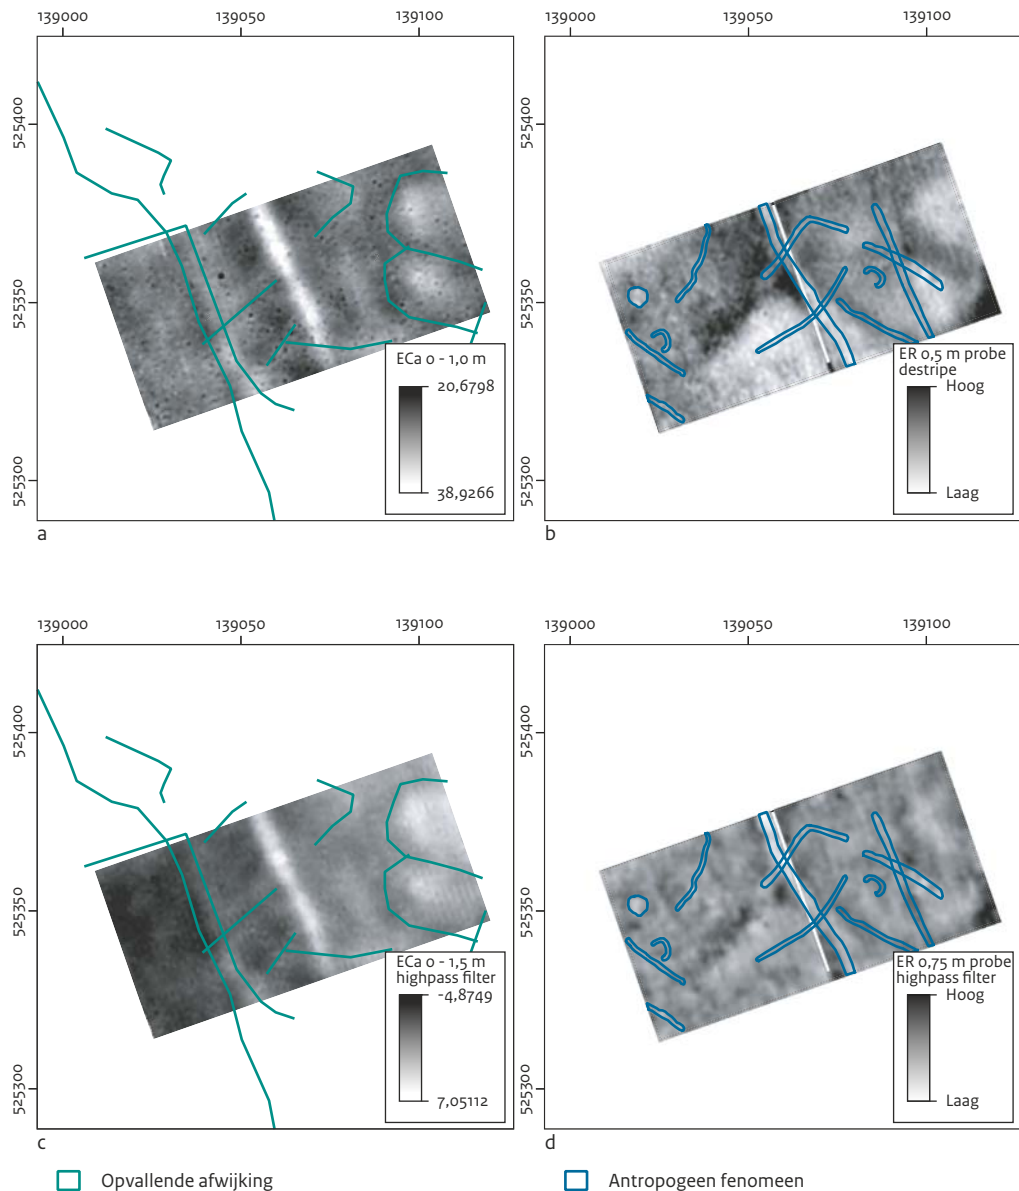 139000 139050 139100
139000 139050 139100
525400
525350
525300
ECa 0 - 1,0 m
20,6798
38,9266
a
525400
525350
525300
ER 0,5 m probe
destripe
Hoog
Laag
b
139000 139050 139100
139000 139050 139100
525400
525350
525300
ECa 0 - 1,5 m
highpass filter
-4,8749
7,05112
c
525400
525350
525300
ER 0,75 m probe
highpass filter
Hoog
Laag
d
Opvallende afwijking
Antropogeen fenomeen